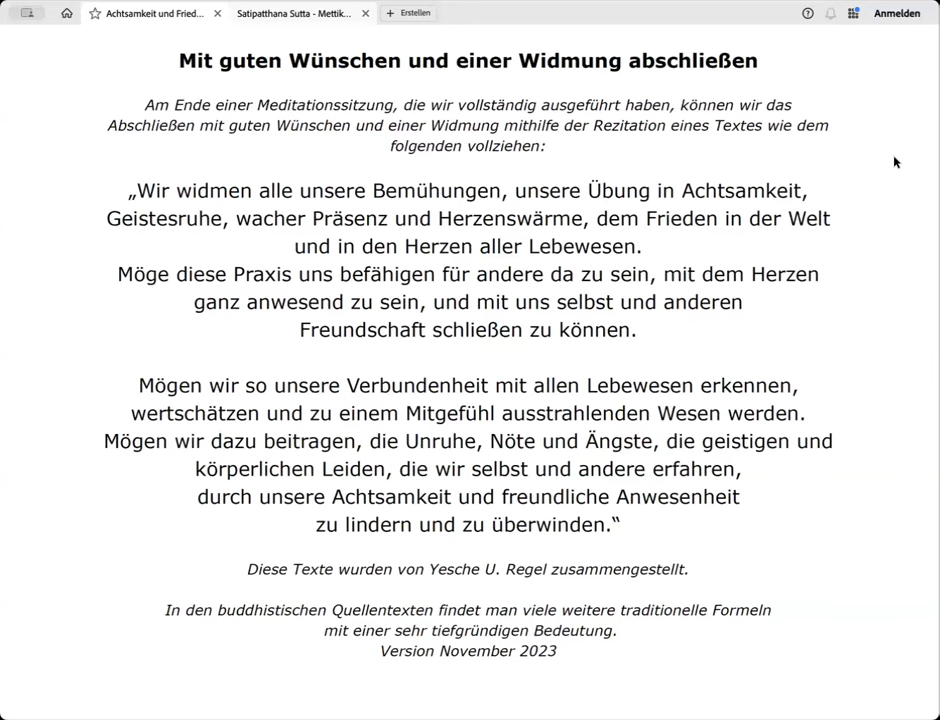 Achtsamkeit und Fried...
Satipatthana Sutta - Mettik...
Erstellen
Anmelden
Mit guten Wünschen und einer Widmung abschließen
Am Ende einer Meditationssitzung, die wir vollständig ausgeführt haben, können wir das
Abschließen mit guten Wünschen und einer Widmung mithilfe der Rezitation eines Textes wie dem
folgenden vollziehen:
„Wir widmen alle unsere Bemühungen, unsere Übung in Achtsamkeit,
Geistesruhe, wacher Präsenz und Herzenswärme, dem Frieden in der Welt
und in den Herzen aller Lebewesen.
Möge diese Praxis uns befähigen für andere da zu sein, mit dem Herzen
ganz anwesend zu sein, und mit uns selbst und anderen
Freundschaft schließen zu können.
Mögen wir so unsere Verbundenheit mit allen Lebewesen erkennen,
wertschätzen und zu einem Mitgefühl ausstrahlenden Wesen werden.
Mögen wir dazu beitragen, die Unruhe, Nöte und Ängste, die geistigen und
körperlichen Leiden, die wir selbst und andere erfahren,
durch unsere Achtsamkeit und freundliche Anwesenheit
zu lindern und zu überwinden.“
Diese Texte wurden von Yesche U. Regel zusammengestellt.
In den buddhistischen Quellentexten findet man viele weitere traditionelle Formeln
mit einer sehr tiefgründigen Bedeutung.
Version November 2023